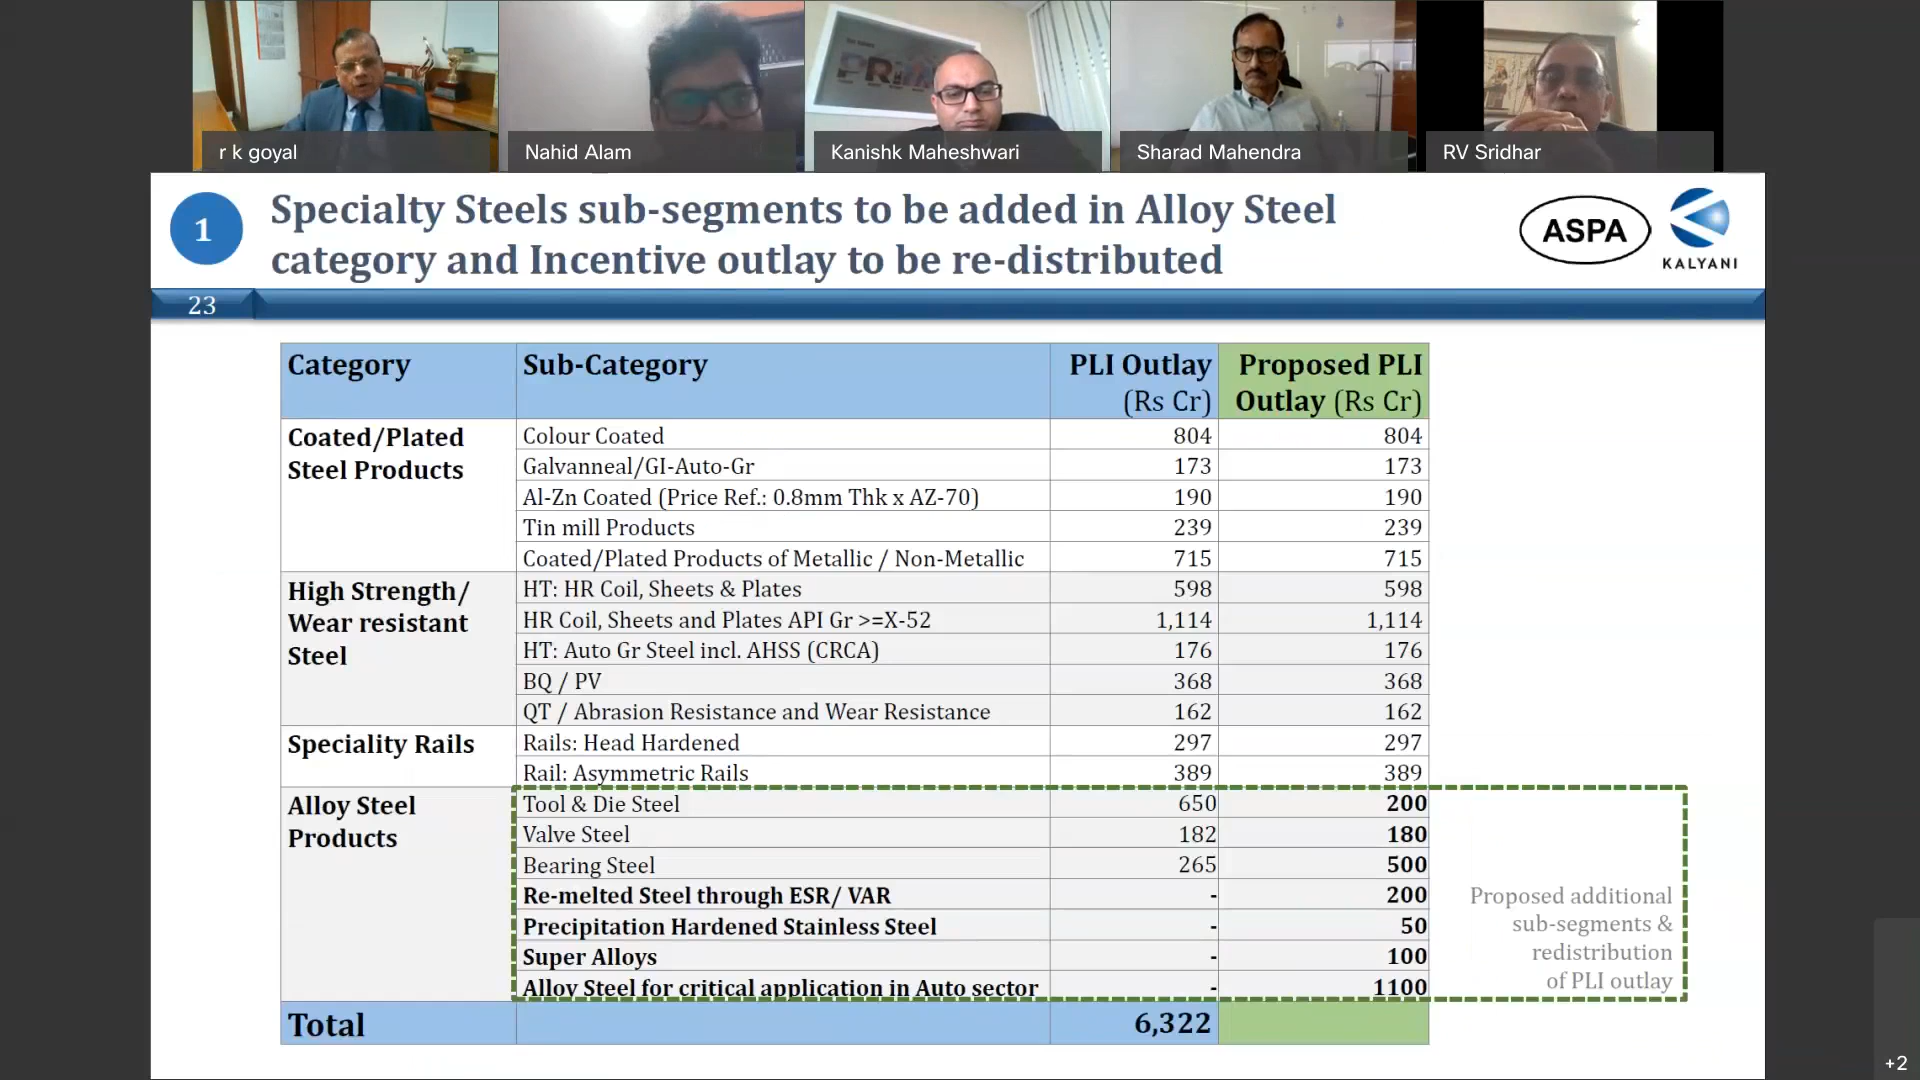 r k goyal
Nahid Alam
Kanishk Maheshwari
Sharad Mahendra
RV Sridhar
1
Specialty Steels sub-segments to be added in Alloy Steel
category and Incentive outlay to be re-distributed
ASPA
KALYANI
23
Category Sub-Category PLI Outlay (Rs Cr) Proposed PLI Outlay (Rs Cr)
Coated/Plated Steel Products
Colour Coated 804 804
Galvanneal/GI-Auto-Gr 173 173
Al-Zn Coated (Price Ref.: 0.8mm Thk x AZ-70) 190 190
Tin mill Products 239 239
Coated/Plated Products of Metallic / Non-Metallic 715 715
High Strength/ Wear resistant Steel
HT: HR Coil, Sheets & Plates 598 598
HR Coil, Sheets and Plates API Gr >=X-52 1,114 1,114
HT: Auto Gr Steel incl. AHSS (CRCA) 176 176
BQ / PV 368 368
QT / Abrasion Resistance and Wear Resistance 162 162
Speciality Rails
Rails: Head Hardened 297 297
Rail: Asymmetric Rails 389 389
Alloy Steel Products
Tool & Die Steel 650 200
Valve Steel 182 180
Bearing Steel 265 500
Re-melted Steel through ESR/ VAR - 200
Precipitation Hardened Stainless Steel - 50
Super Alloys - 100
Alloy Steel for critical application in Auto sector - 1100
Proposed additional
sub-segments &
redistribution
of PLI outlay
Total 6,322
+2